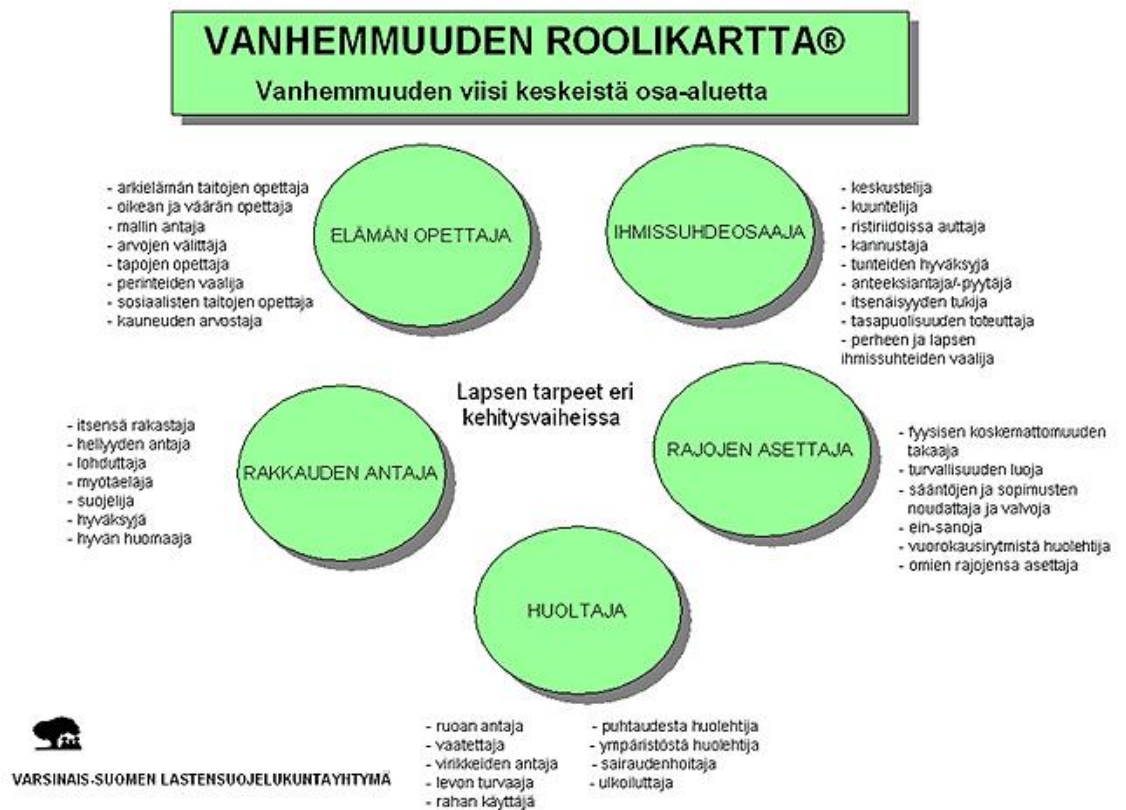 VANHEMMUUDEN ROOLIKARTTA®
Vanhemmuuden viisi keskeistä osa-aluetta
- arkielämän taitojen opettaja
- oikean ja väärän opettaja
- mallin antaja
- arvojen välittäjä
- tapojen opettaja
- perinteiden vaalija
- sosiaalisten taitojen opettaja
- kauneuden arvostaja
ELÄMÄN OPETTAJA
IHMISSUHDEOSAAJA
- keskustelija
- kuuntelija
- ristiriidoissa auttaja
- kannustaja
- tunteiden hyväksyjä
- anteeksiantaja/-pyytäjä
- itsenäisyyden tukija
- tasapuolisuuden toteuttaja
- perheen ja lapsen
ihmissuhteiden vaalija
Lapsen tarpeet eri
kehitysvaiheissa
- itsensä rakastaja
- hellyyden antaja
- lohduttaja
- myötäeläjä
- suojelija
- hyväksyjä
- hyvän huomaaja
RAKKAUDEN ANTAJA
RAJOJEN ASETTAJA
- fyysisen koskemattomuuden
takaaja
- turvallisuuden luoja
- sääntöjen ja sopimusten
noudattaja ja valvoja
- ein-sanoja
- vuorokausirytmistä huolehtija
- omien rajojensa asettaja
HUOLTAJA
- ruoan antaja
- vaatettaja
- virikkeiden antaja
- levon turvaaja
- rahan käyttäjä
- puhtaudesta huolehtija
- ympäristöstä huolehtija
- sairaudenhoitaja
- ulkoiluttaja
VARSINAIS-SUOMEN LASTENSUOJELUKUNTAYHTYMÄ